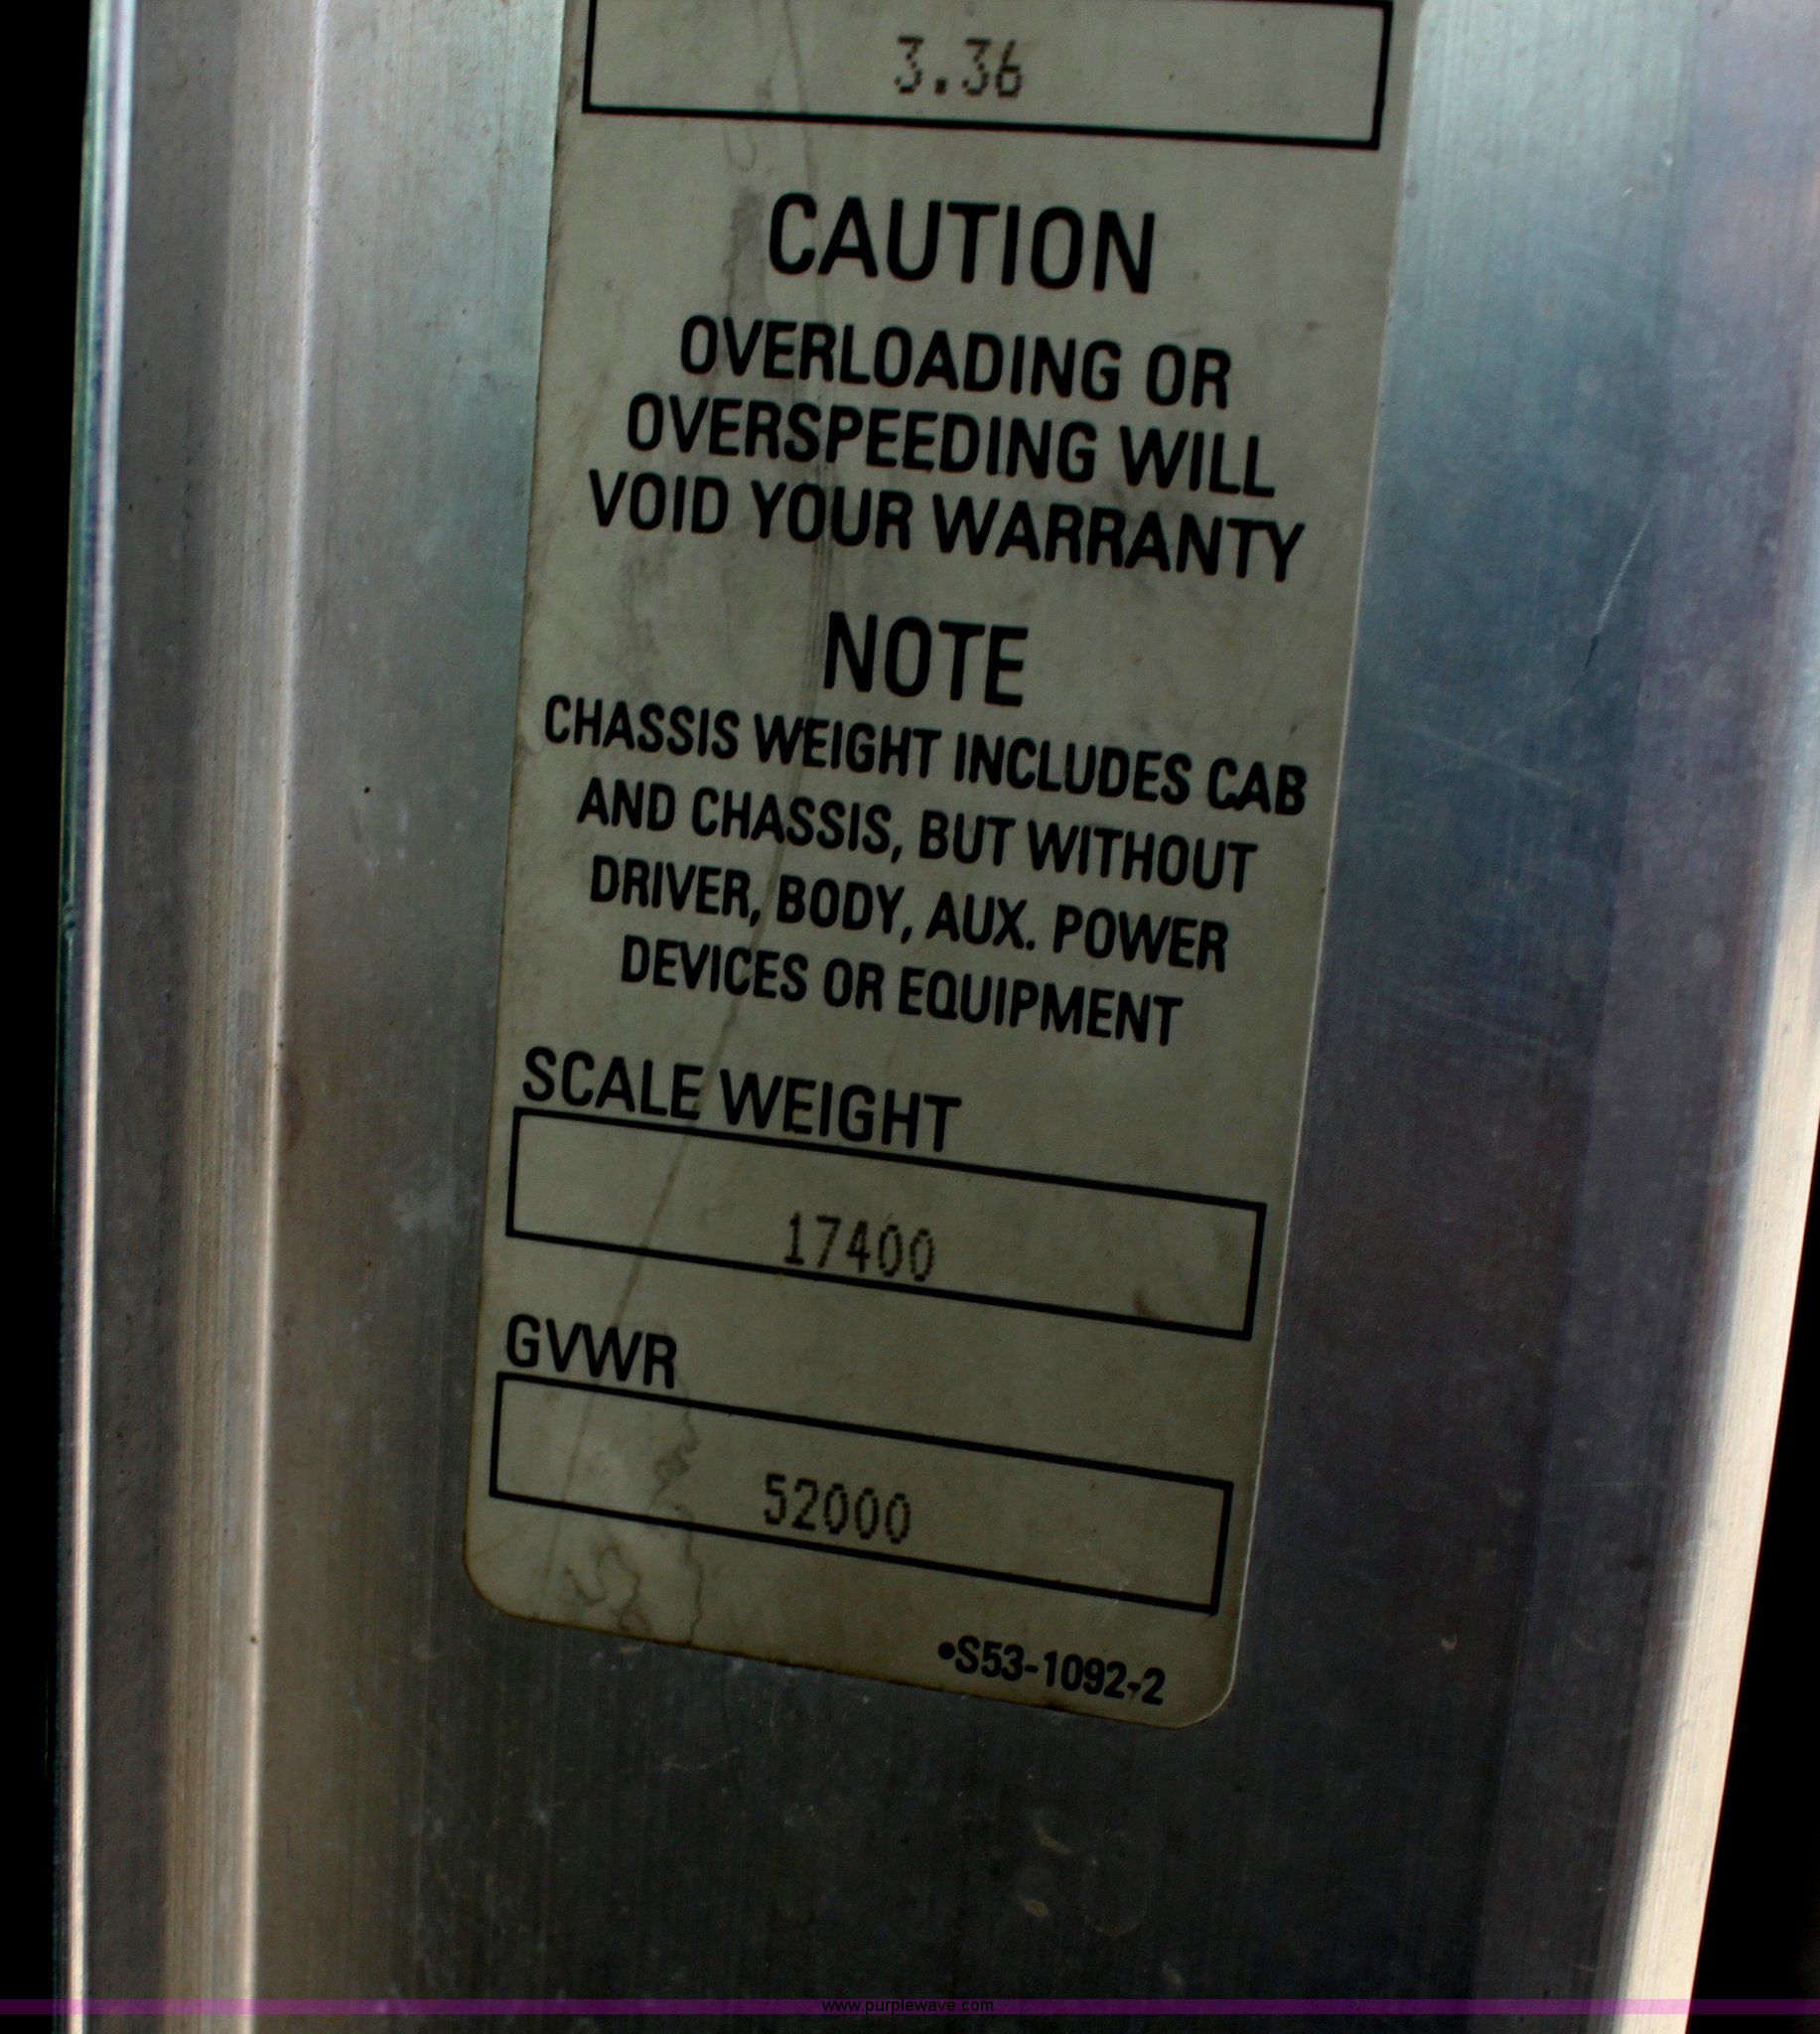 3.36
CAUTION
OVERLOADING OR
OVERSPEEDING WILL
VOID YOUR WARRANTY
NOTE
CHASSIS WEIGHT INCLUDES CAB
AND CHASSIS, BUT WITHOUT
DRIVER, BODY, AUX. POWER
DEVICES OR EQUIPMENT
SCALE WEIGHT
17400
GVWR
52000
•S53-1092-2
www.purplewave.com